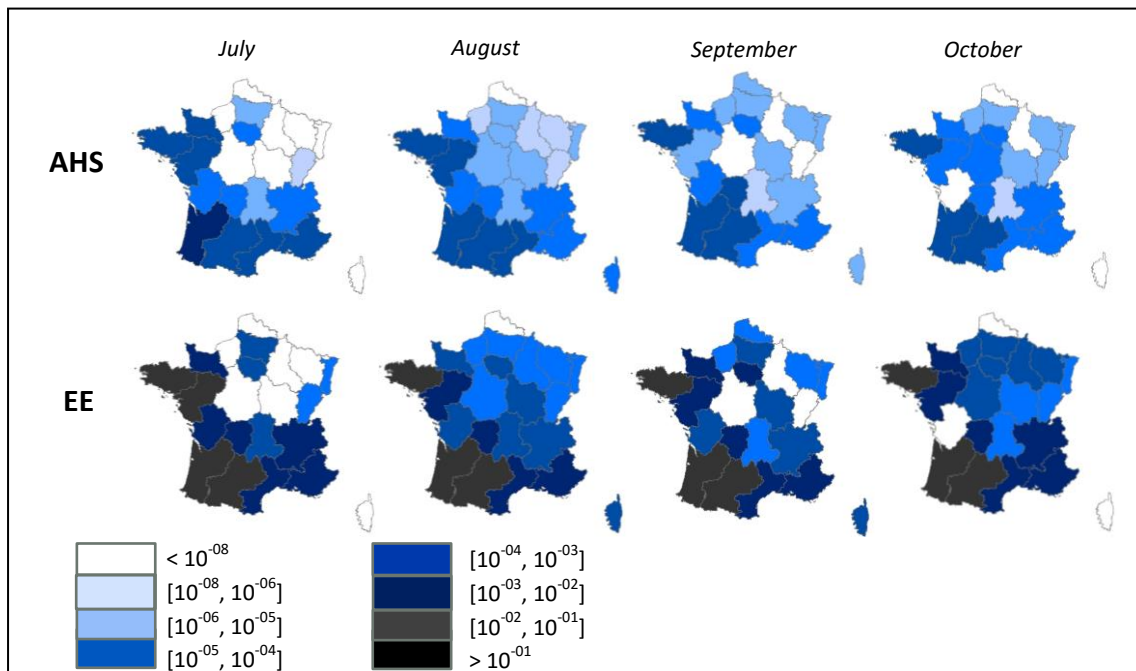 July August September October
AHS
EE
< 10⁻⁰⁸ [10⁻⁰⁴, 10⁻⁰³]
[10⁻⁰⁸, 10⁻⁰⁶] [10⁻⁰³, 10⁻⁰²]
[10⁻⁰⁶, 10⁻⁰⁵] [10⁻⁰², 10⁻⁰¹]
[10⁻⁰⁵, 10⁻⁰⁴] > 10⁻⁰¹